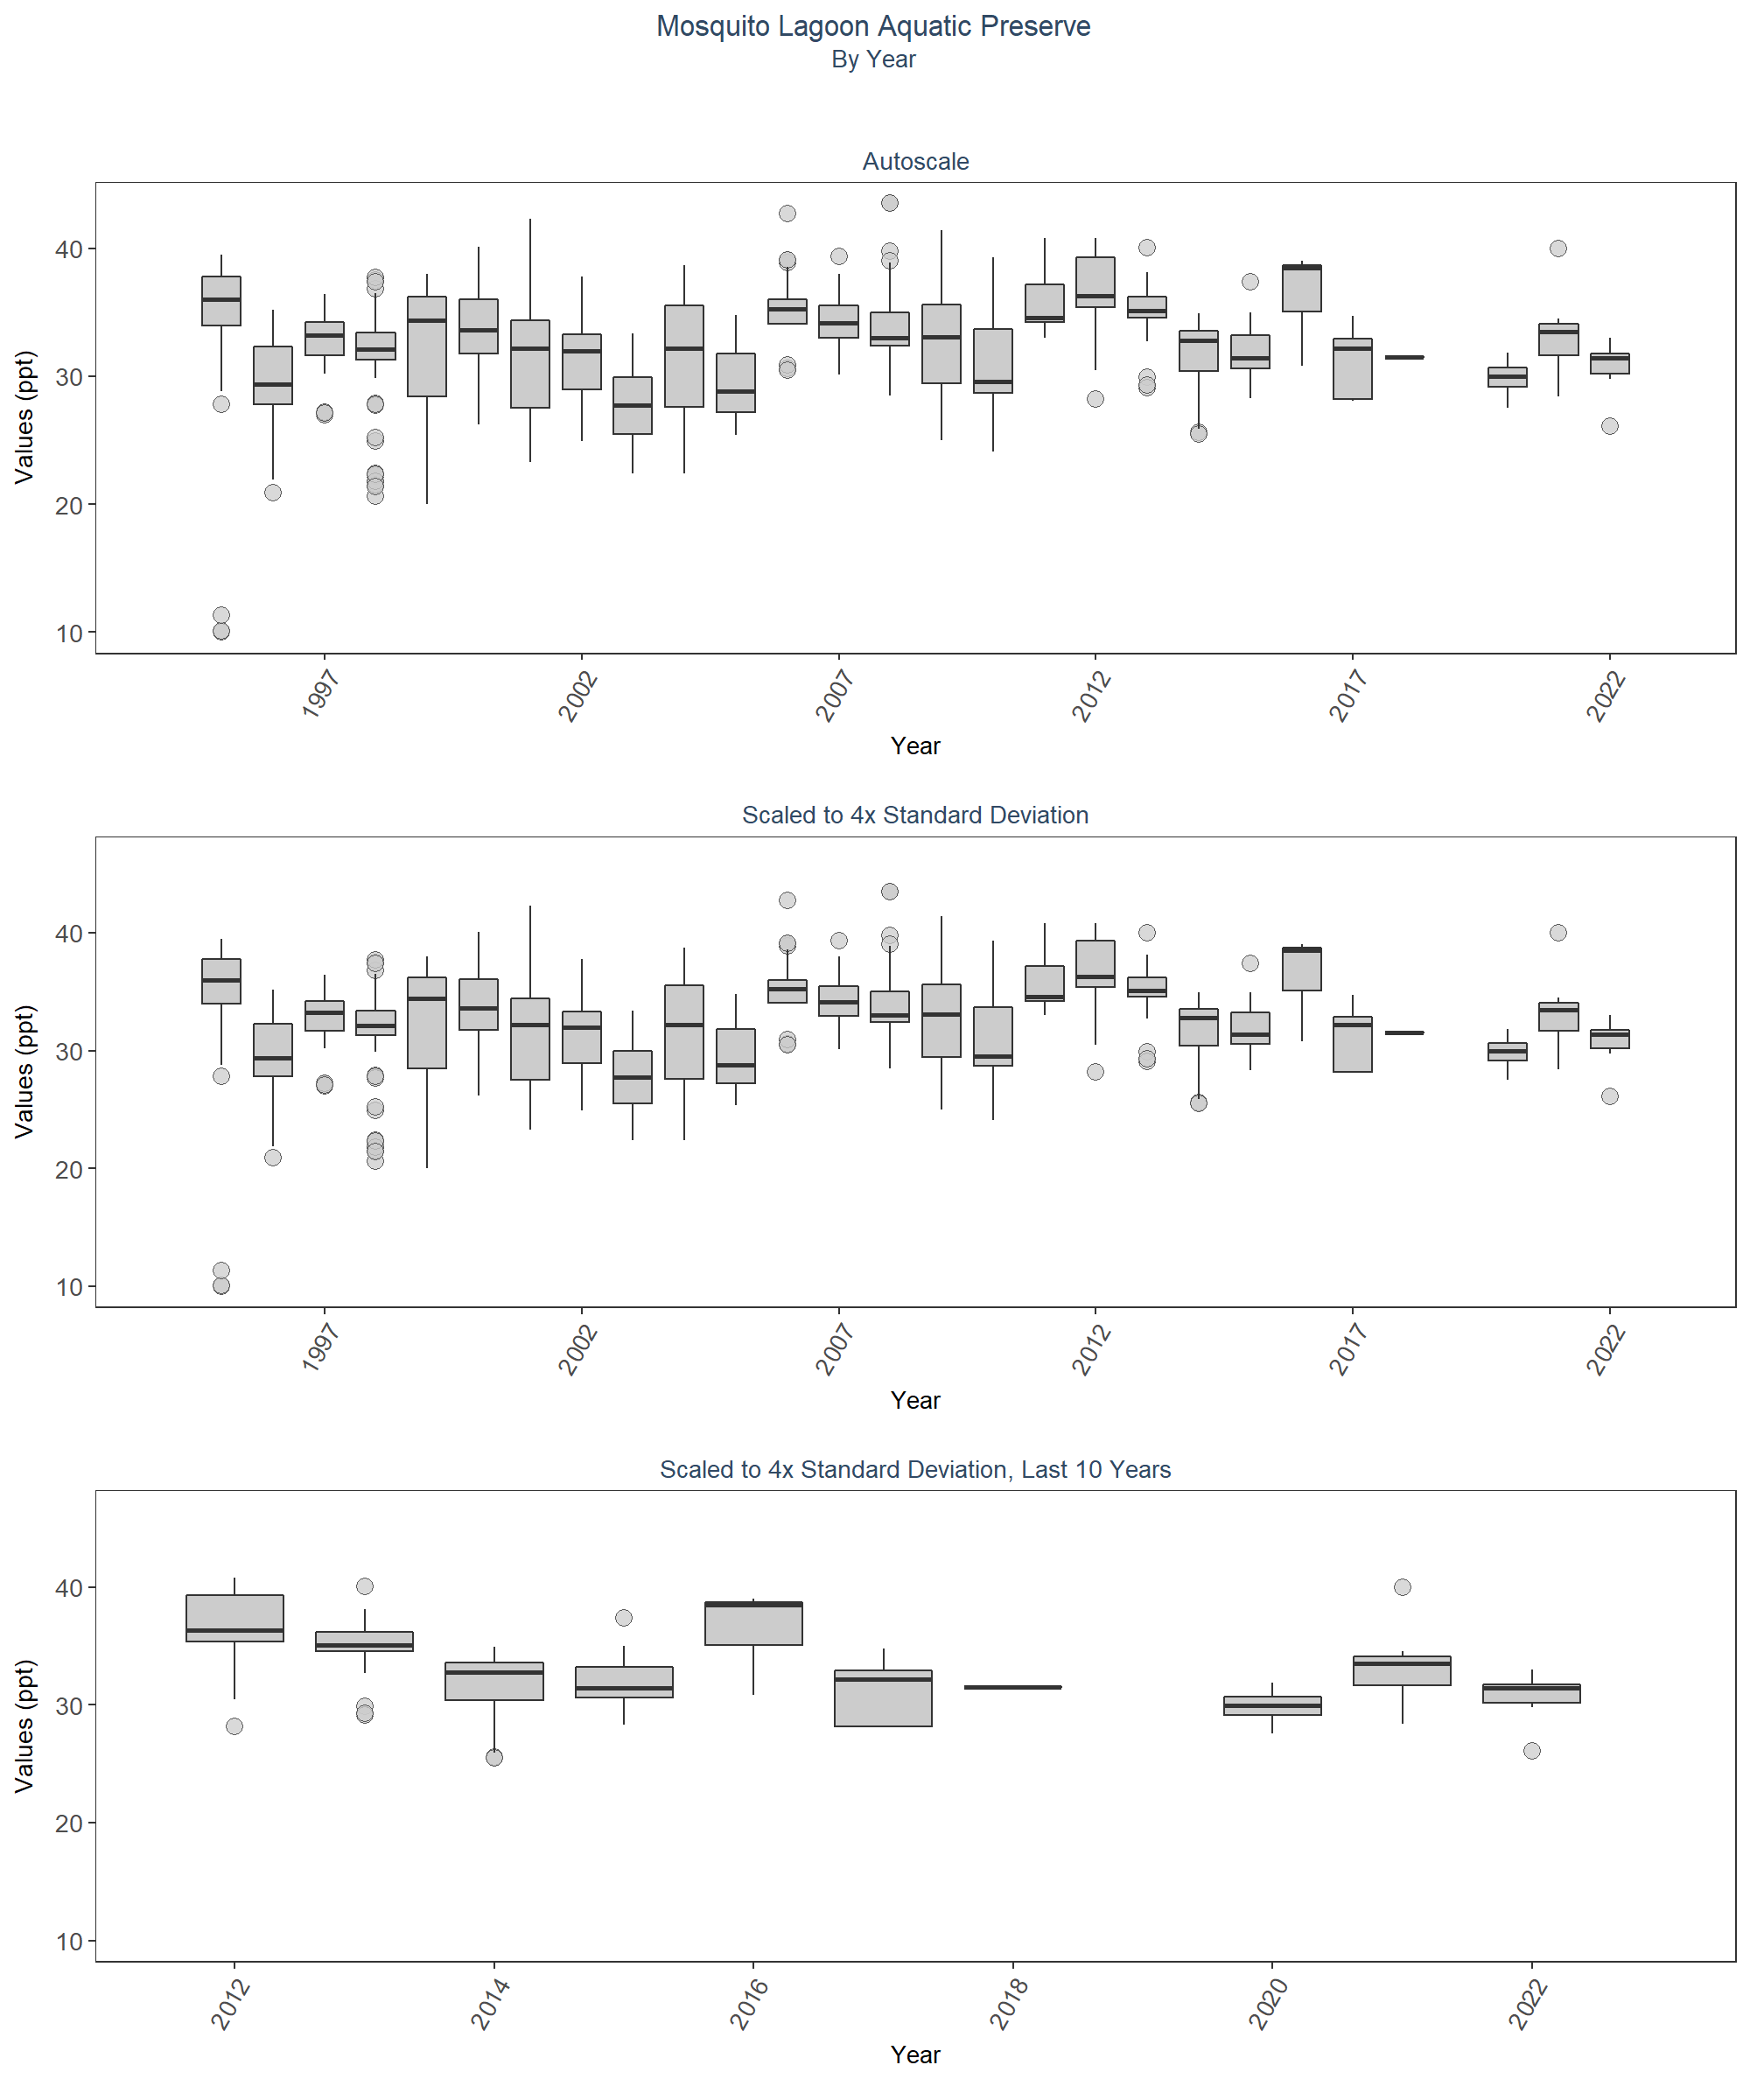 Mosquito Lagoon Aquatic Preserve
By Year
Autoscale
Values (ppt)
40
30
20
10
1997
2002
2007
2012
2017
2022
Year
Scaled to 4x Standard Deviation
Values (ppt)
40
30
20
10
1997
2002
2007
2012
2017
2022
Year
Scaled to 4x Standard Deviation, Last 10 Years
Values (ppt)
40
30
20
10
2012
2014
2016
2018
2020
2022
Year